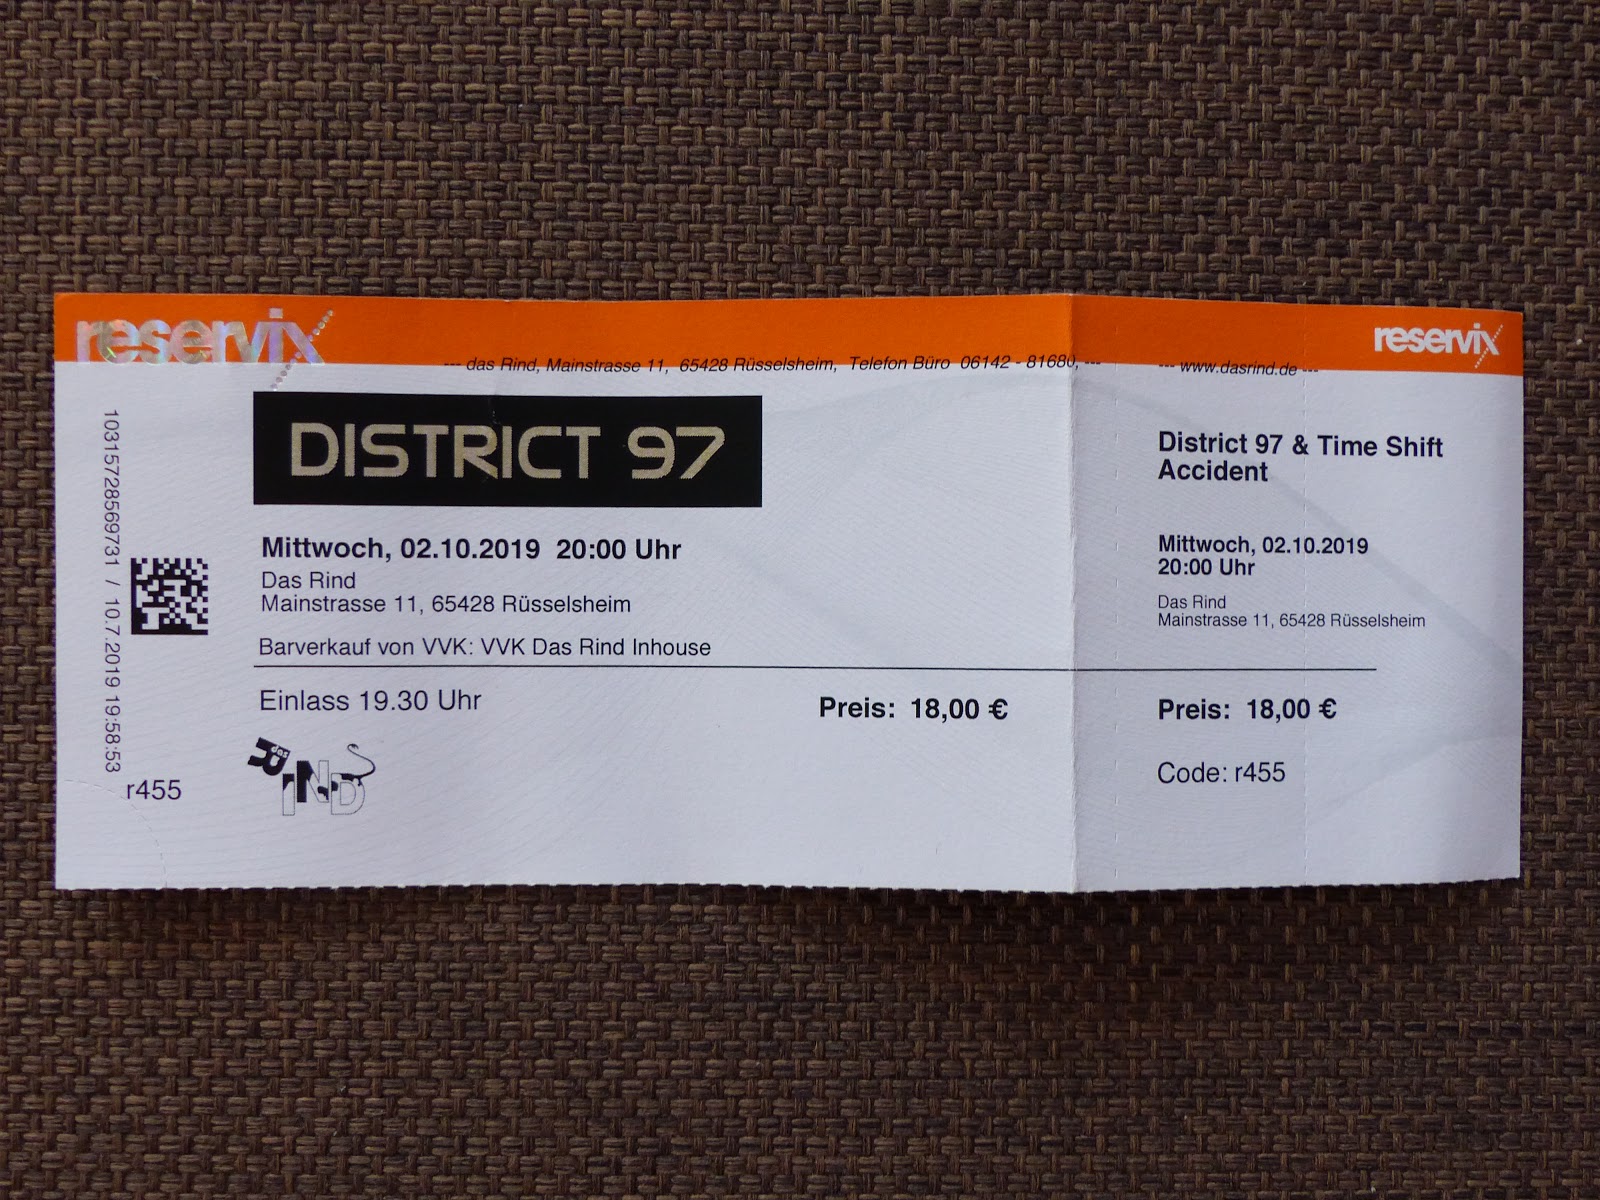 reservix
reservix
--- das Rind, Mainstrasse 11, 65428 Rüsselsheim, Telefon Büro 06142 - 81680, ---
--- www.dasrind.de ---
10315728569731 / 10.7.2019 19:58:53
r455
DISTRICT 97
Mittwoch, 02.10.2019 20:00 Uhr
Das Rind
Mainstrasse 11, 65428 Rüsselsheim
Barverkauf von VVK: VVK Das Rind Inhouse
Einlass 19.30 Uhr
Preis: 18,00 €
das
RIND
District 97 & Time Shift
Accident
Mittwoch, 02.10.2019
20:00 Uhr
Das Rind
Mainstrasse 11, 65428 Rüsselsheim
Preis: 18,00 €
Code: r455